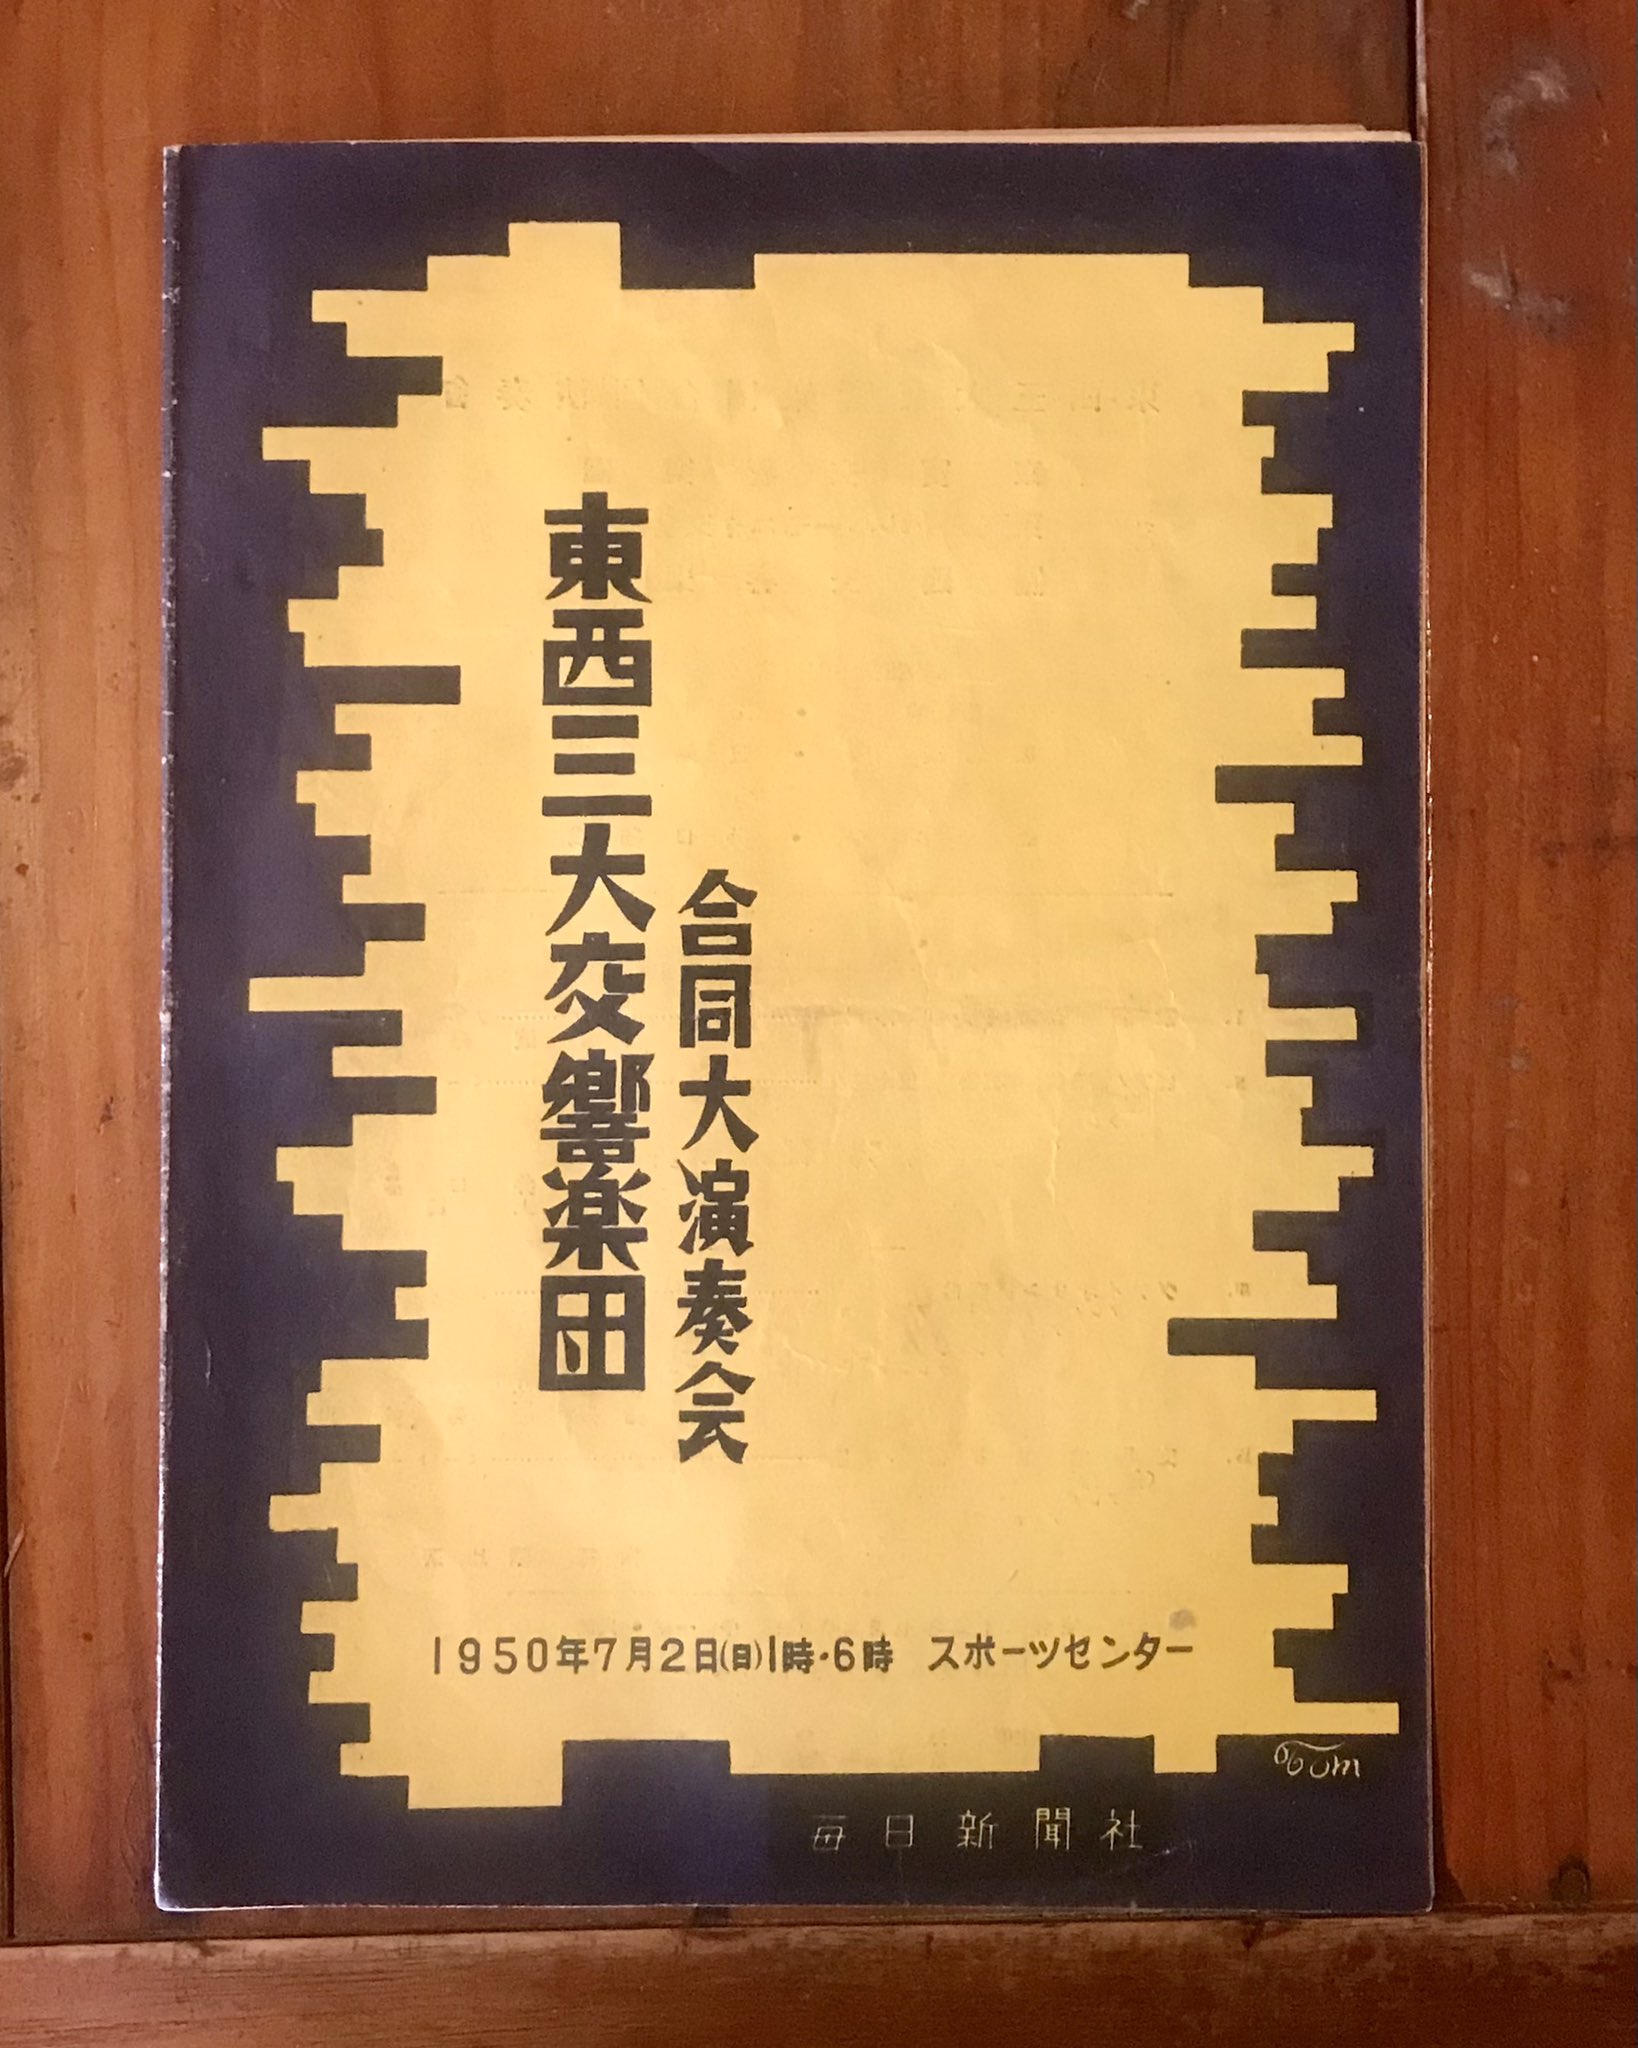 東西三大交響楽団
合同大演奏会
1950年7月2日(日)1時・6時 スポーツセンター
Tom
毎日新聞社